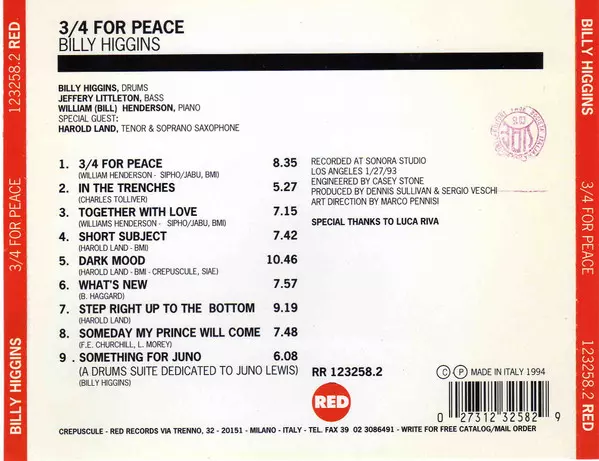 3/4 FOR PEACE
BILLY HIGGINS
BILLY HIGGINS, DRUMS
JEFFERY LITTLETON, BASS
WILLIAM (BILL) HENDERSON, PIANO
SPECIAL GUEST:
HAROLD LAND, TENOR & SOPRANO SAXOPHONE
1. 3/4 FOR PEACE 8.35
(WILLIAM HENDERSON - SIPHO/JABU, BMI)
2. IN THE TRENCHES 5.27
(CHARLES TOLLIVER)
3. TOGETHER WITH LOVE 7.15
(WILLIAMS HENDERSON - SIPHO/JABU, BMI)
4. SHORT SUBJECT 7.42
(HAROLD LAND - BMI)
5. DARK MOOD 10.46
(HAROLD LAND - BMI - CREPUSCULE, SIAE)
6. WHAT'S NEW 7.57
(B. HAGGARD)
7. STEP RIGHT UP TO THE BOTTOM 9.19
(HAROLD LAND)
8. SOMEDAY MY PRINCE WILL COME 7.48
(F.E. CHURCHILL, L. MOREY)
9. SOMETHING FOR JUNO 6.08
(A DRUMS SUITE DEDICATED TO JUNO LEWIS)
(BILLY HIGGINS)
RECORDED AT SONORA STUDIO
LOS ANGELES 1/27/93
ENGINEERED BY CASEY STONE
PRODUCED BY DENNIS SULLIVAN & SERGIO VESCHI
ART DIRECTION BY MARCO PENNISI
SPECIAL THANKS TO LUCA RIVA
RR 123258.2
RED
C P MADE IN ITALY 1994
0 27312 32582 9
CREPUSCULE - RED RECORDS VIA TRENNO, 32 - 20151 - MILANO - ITALY - TEL. FAX 39 02 3086491 - WRITE FOR FREE CATALOG/MAIL ORDER
BILLY HIGGINS 3/4 FOR PEACE 123258.2 RED.
BILLY HIGGINS 3/4 FOR PEACE 123258.2 RED